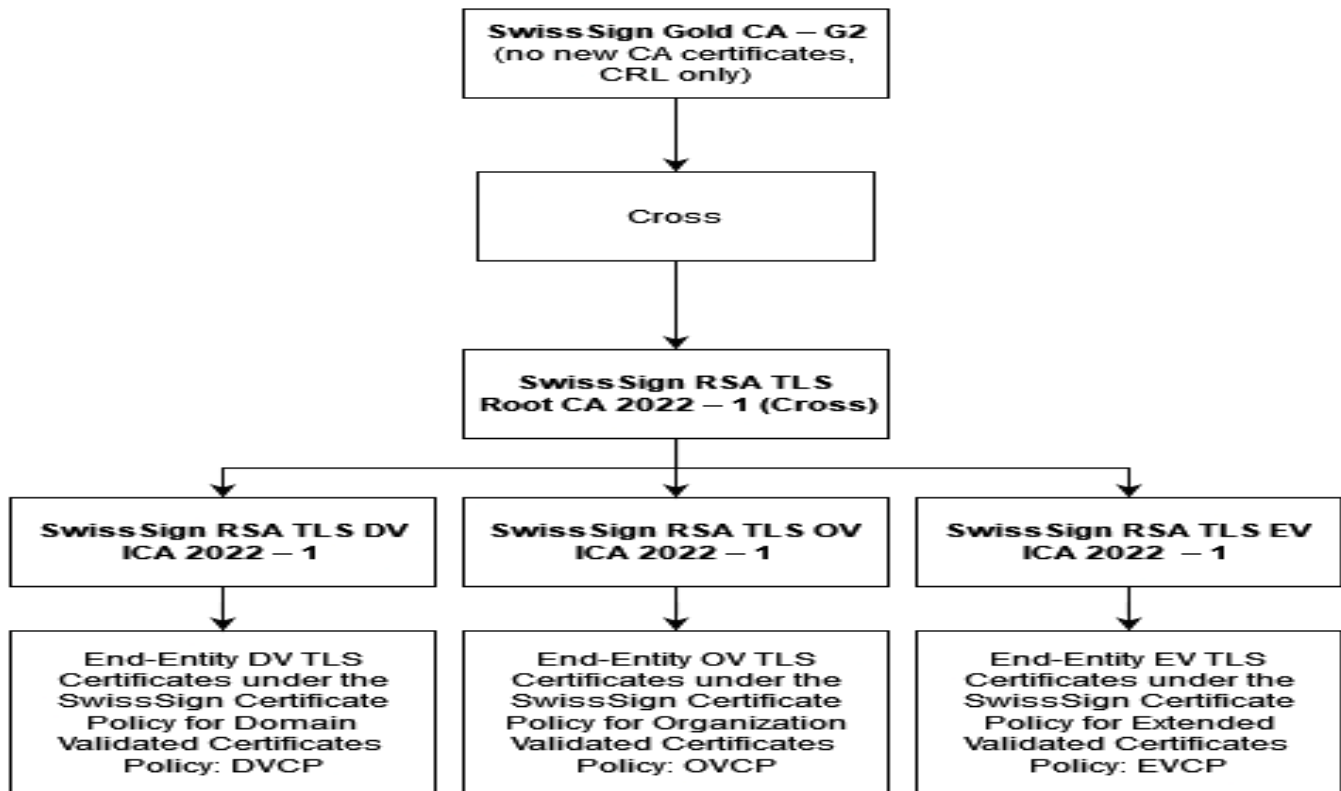 SwissSign Gold CA – G2
(no new CA certificates,
CRL only)
Cross
SwissSign RSA TLS
Root CA 2022 – 1 (Cross)
SwissSign RSA TLS DV
ICA 2022 – 1
SwissSign RSA TLS OV
ICA 2022 – 1
SwissSign RSA TLS EV
ICA 2022 – 1
End-Entity DV TLS
Certificates under the
SwissSign Certificate
Policy for Domain
Validated Certificates
Policy: DVCP
End-Entity OV TLS
Certificates under the
SwissSign Certificate
Policy for Organization
Validated Certificates
Policy: OVCP
End-Entity EV TLS
Certificates under the
SwissSign Certificate
Policy for Extended
Validated Certificates
Policy: EVCP